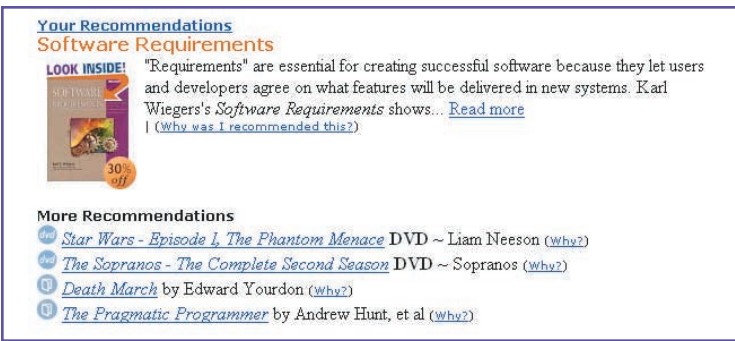 Your Recommendations
Software Requirements
LOOK INSIDE!
"Requirements" are essential for creating successful software because they let users
and developers agree on what features will be delivered in new systems. Karl
Wiegers's Software Requirements shows... Read more
| (Why was I recommended this?)
SOFTWARE
REQUIREMENTS
30%
off
More Recommendations
dvd Star Wars - Episode I, The Phantom Menace DVD ~ Liam Neeson (Why?)
dvd The Sopranos - The Complete Second Season DVD ~ Sopranos (Why?)
Death March by Edward Yourdon (Why?)
The Pragmatic Programmer by Andrew Hunt, et al (Why?)